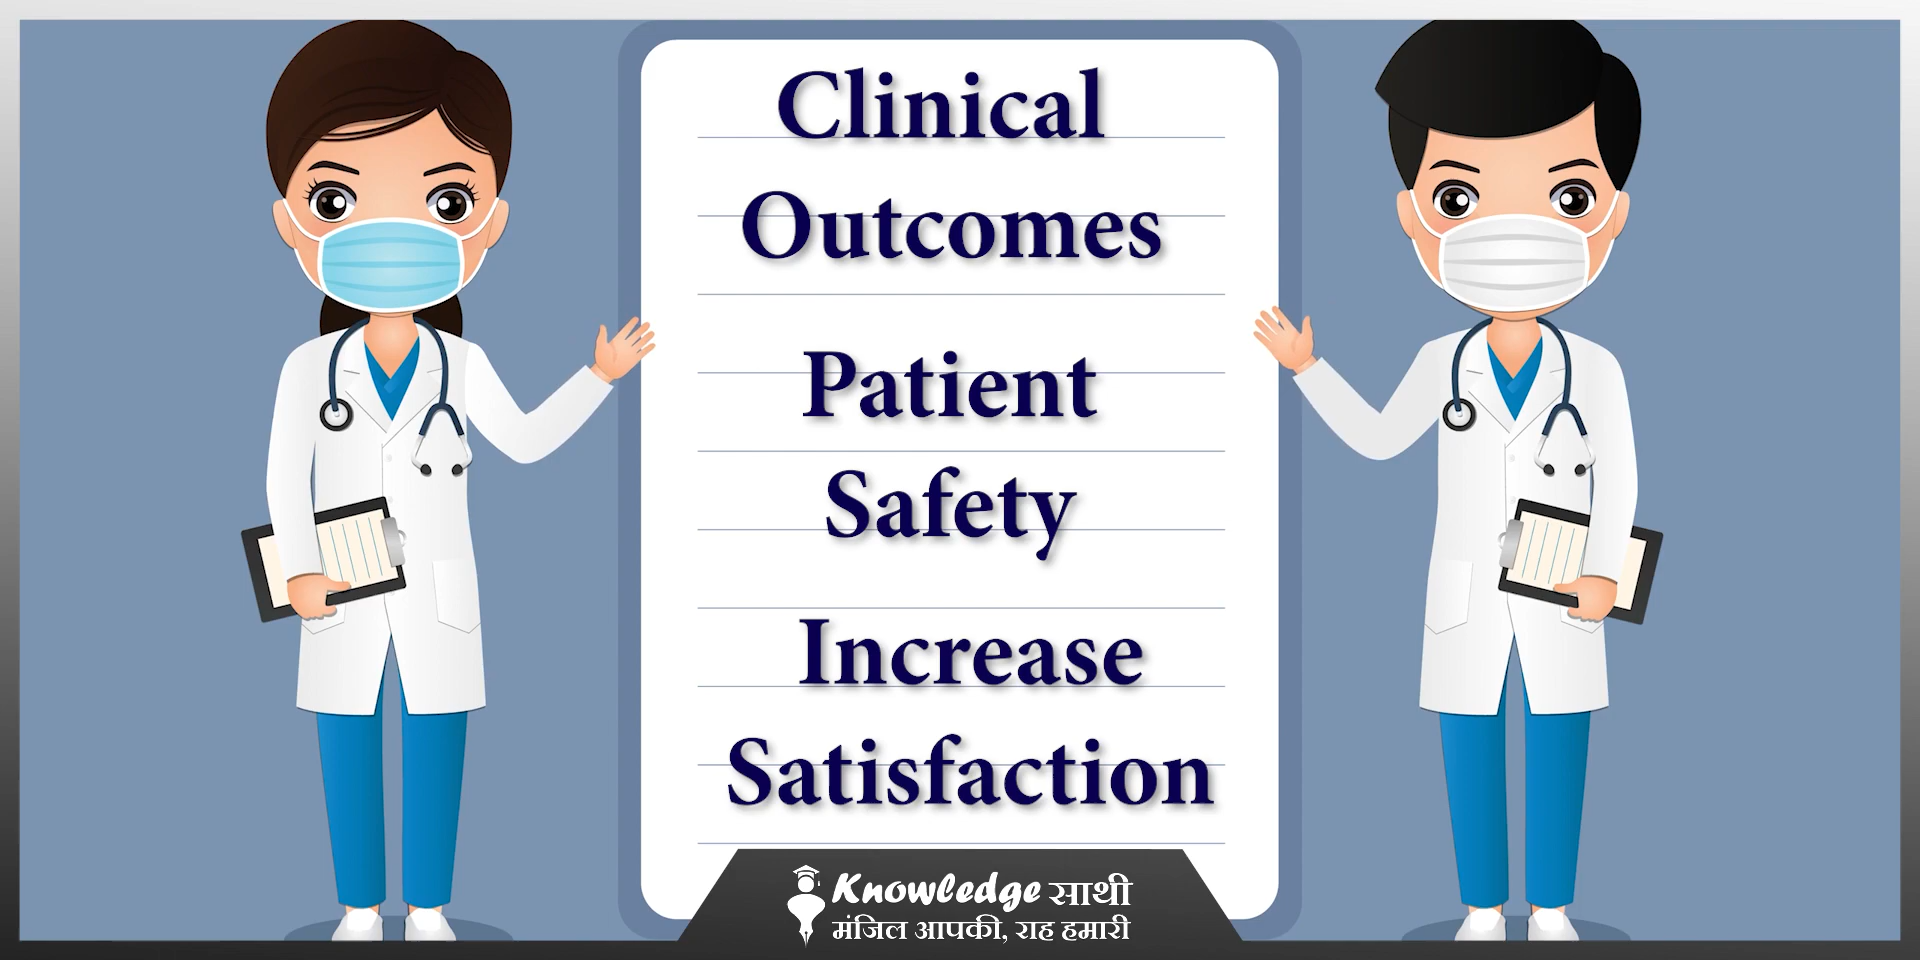 Clinical
Outcomes
Patient
Safety
Increase
Satisfaction
Knowledge साथी
मंजिल आपकी, राह हमारी